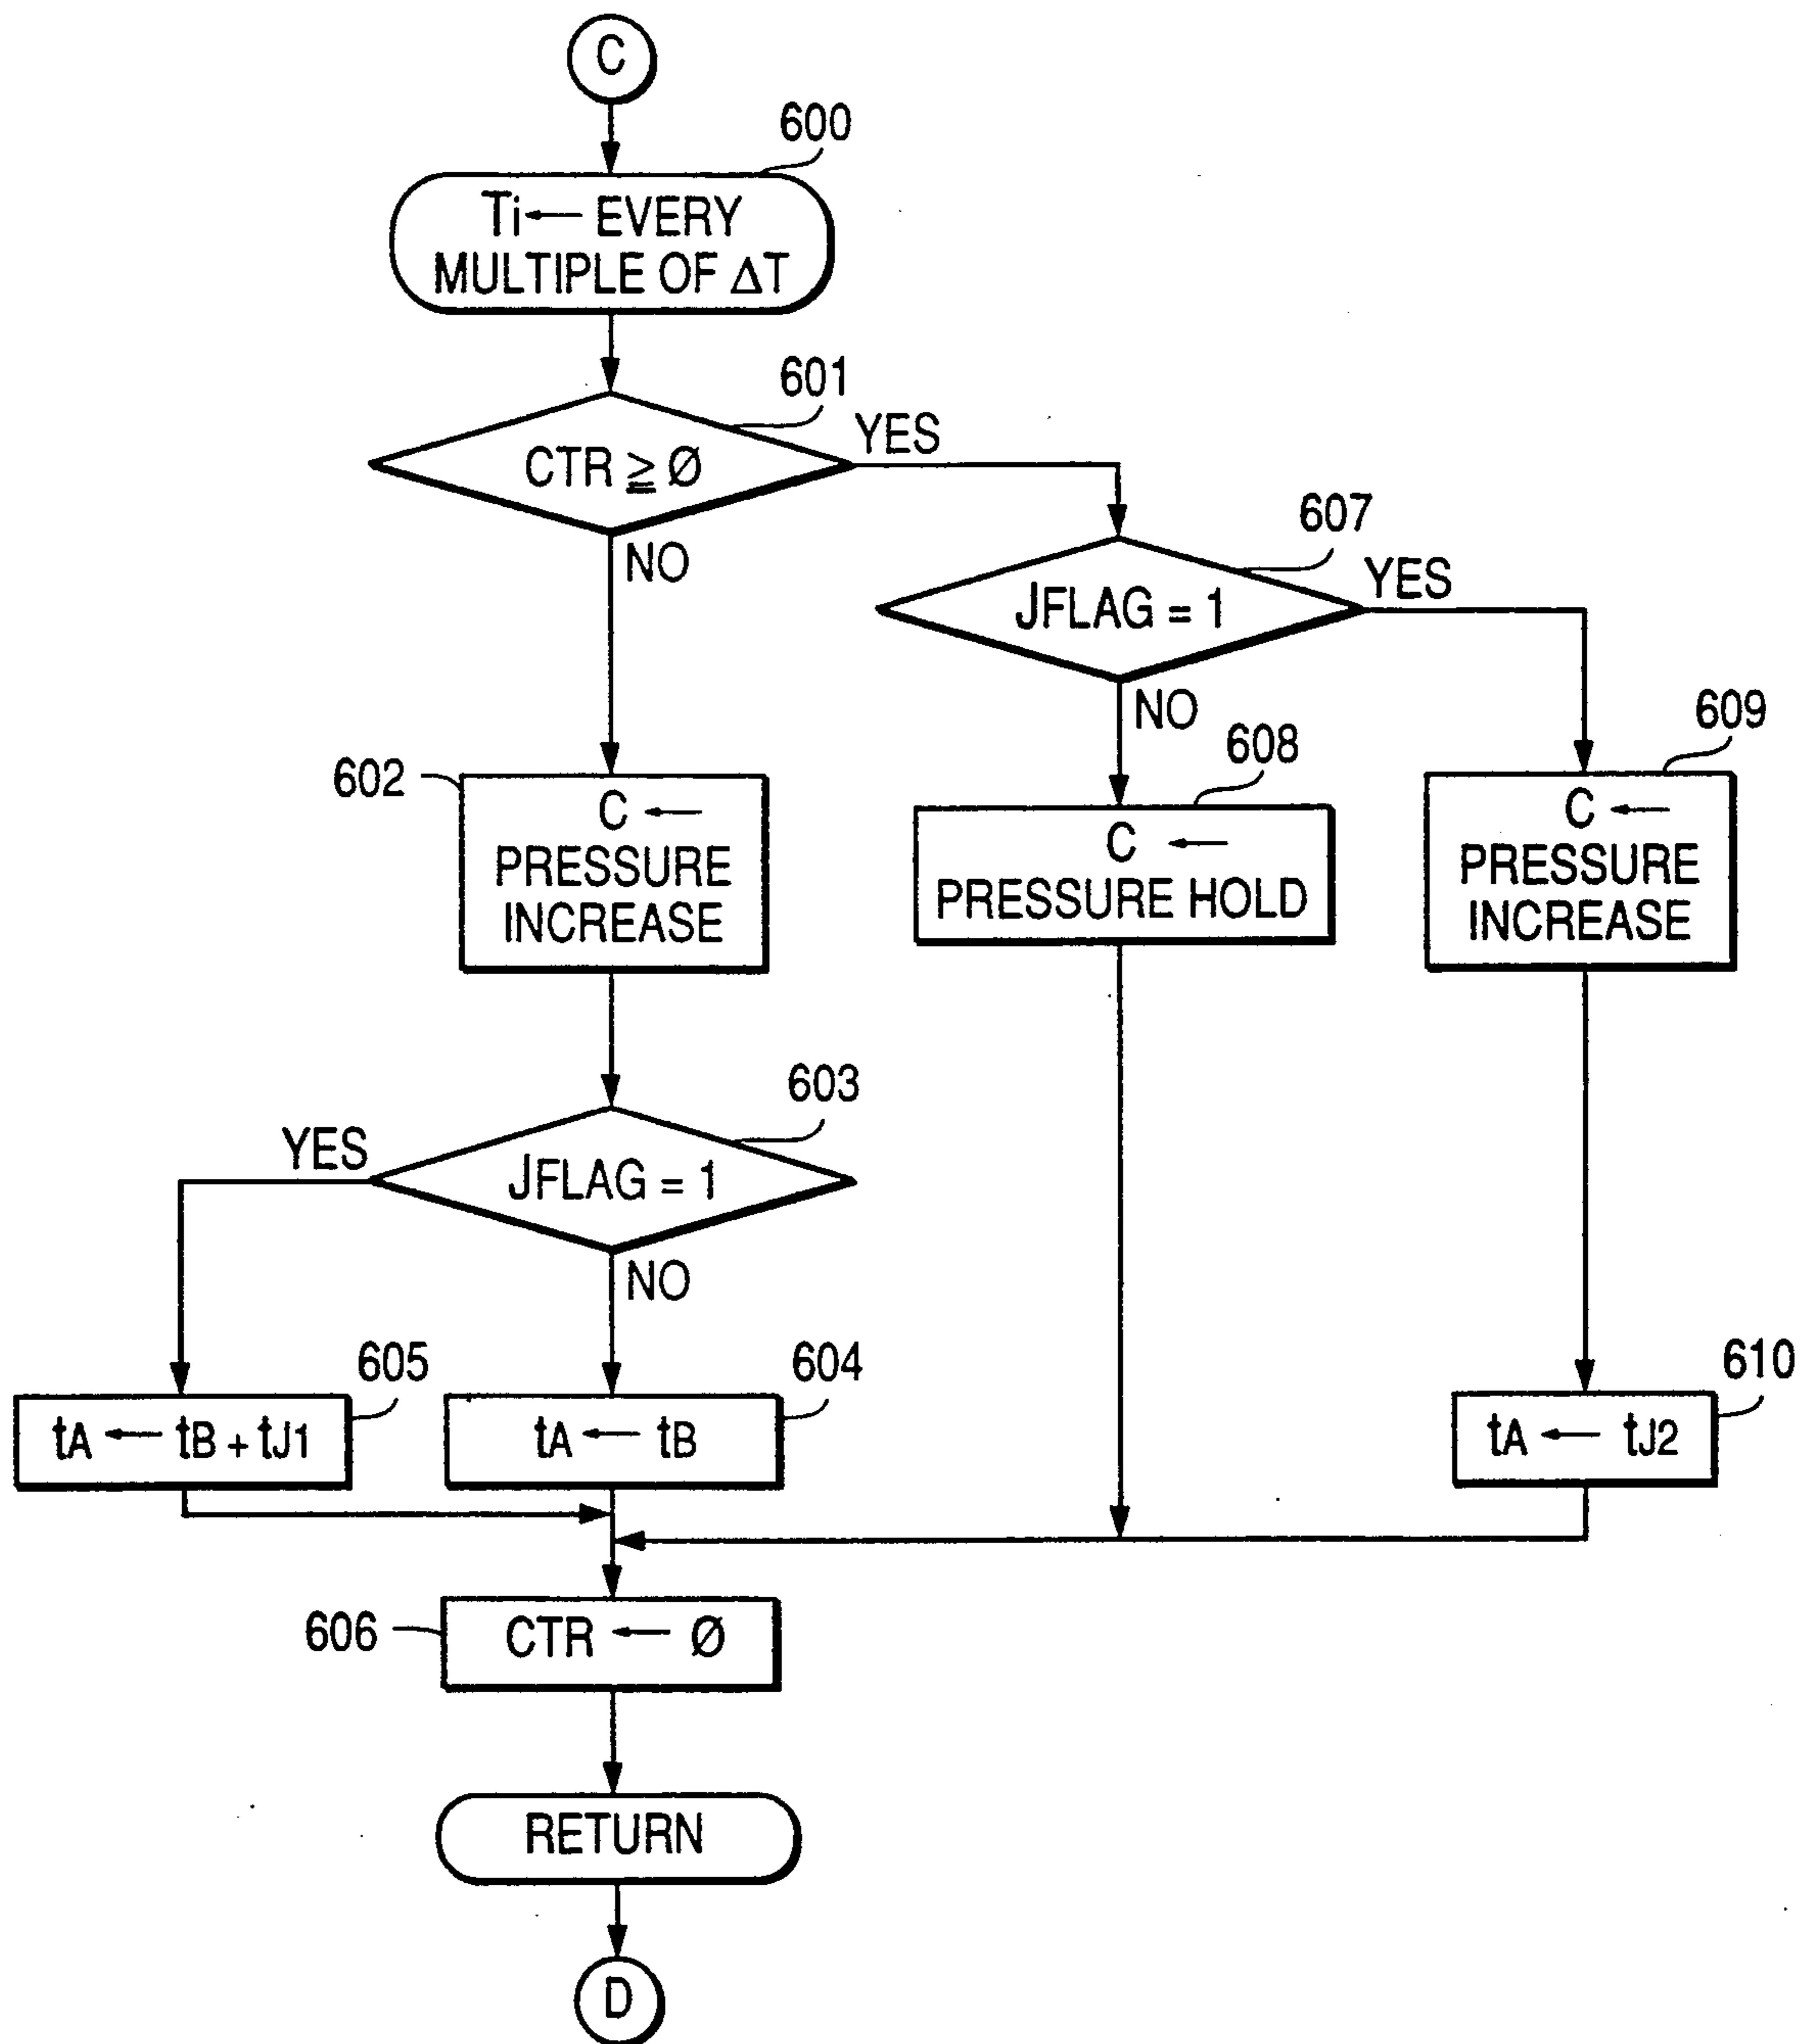 C
600
Ti ← EVERY
MULTIPLE OF ΔT
601
CTR ≧ Ø
YES
NO
607
JFLAG = 1
YES
NO
602
C ←
PRESSURE
INCREASE
608
C ←
PRESSURE HOLD
609
C ←
PRESSURE
INCREASE
603
JFLAG = 1
YES
NO
605
tA ← tB + tJ1
604
tA ← tB
610
tA ← tJ2
606
CTR ← Ø
RETURN
D